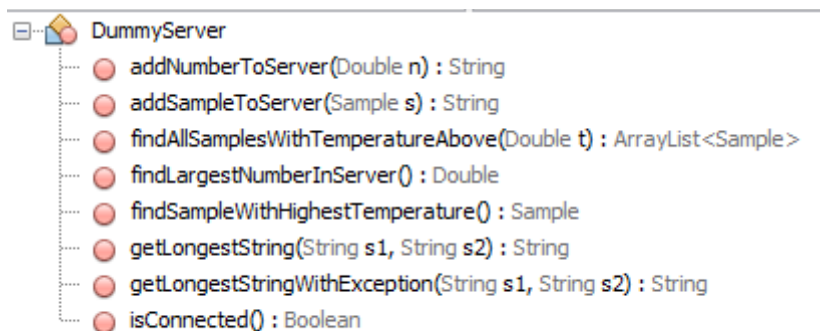 DummyServer
addNumberToServer(Double n) : String
addSampleToServer(Sample s) : String
findAllSamplesWithTemperatureAbove(Double t) : ArrayList<Sample>
findLargestNumberInServer() : Double
findSampleWithHighestTemperature() : Sample
getLongestString(String s1, String s2) : String
getLongestStringWithException(String s1, String s2) : String
isConnected() : Boolean